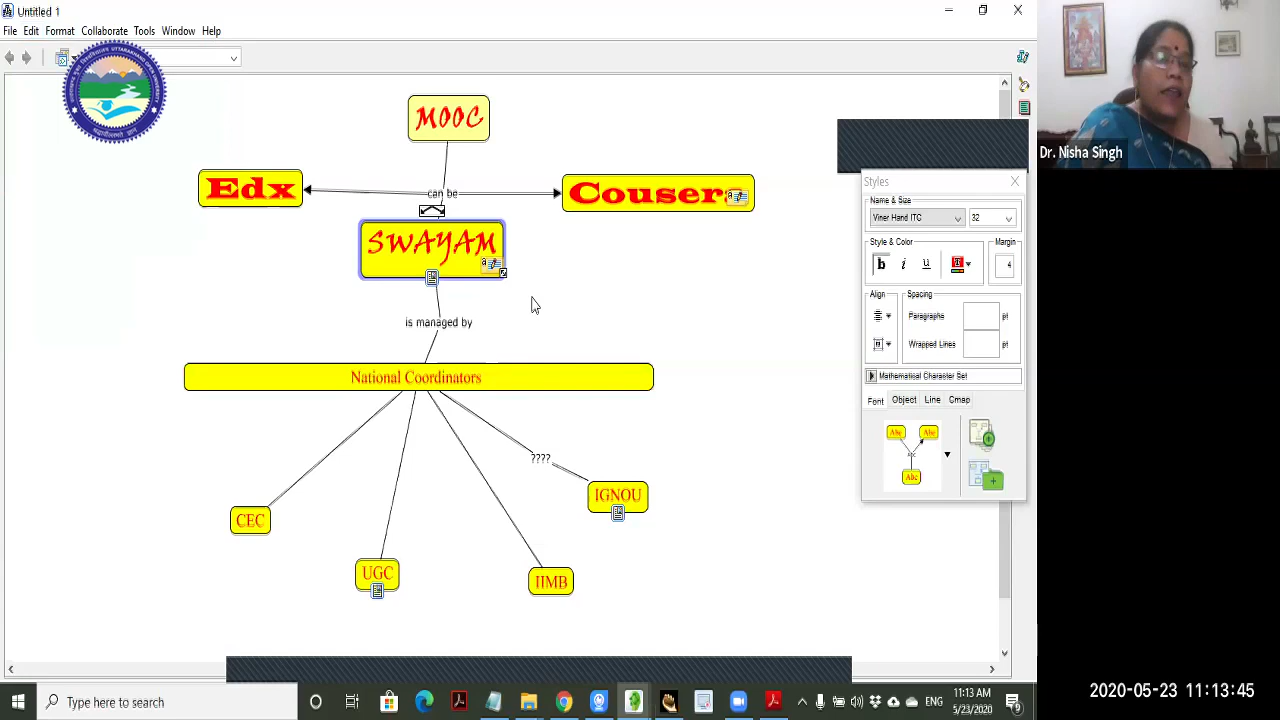 Untitled 1
File Edit Format Collaborate Tools Window Help
MOOC
Edx
can be
Cousera
SWAYAM
is managed by
National Coordinators
????
IGNOU
CEC
UGC
IIMB
Styles
Name & Size
Viner Hand ITC
32
Style & Color
Margin
b i u
4
Align
Spacing
Paragraphs
pt
Wrapped Lines
pt
Mathematical Character Set
Font Object Line Cmap
Abc Abc
Abc
Dr. Nisha Singh
2020-05-23 11:13:45
Type here to search
ENG
11:13 AM
5/23/2020